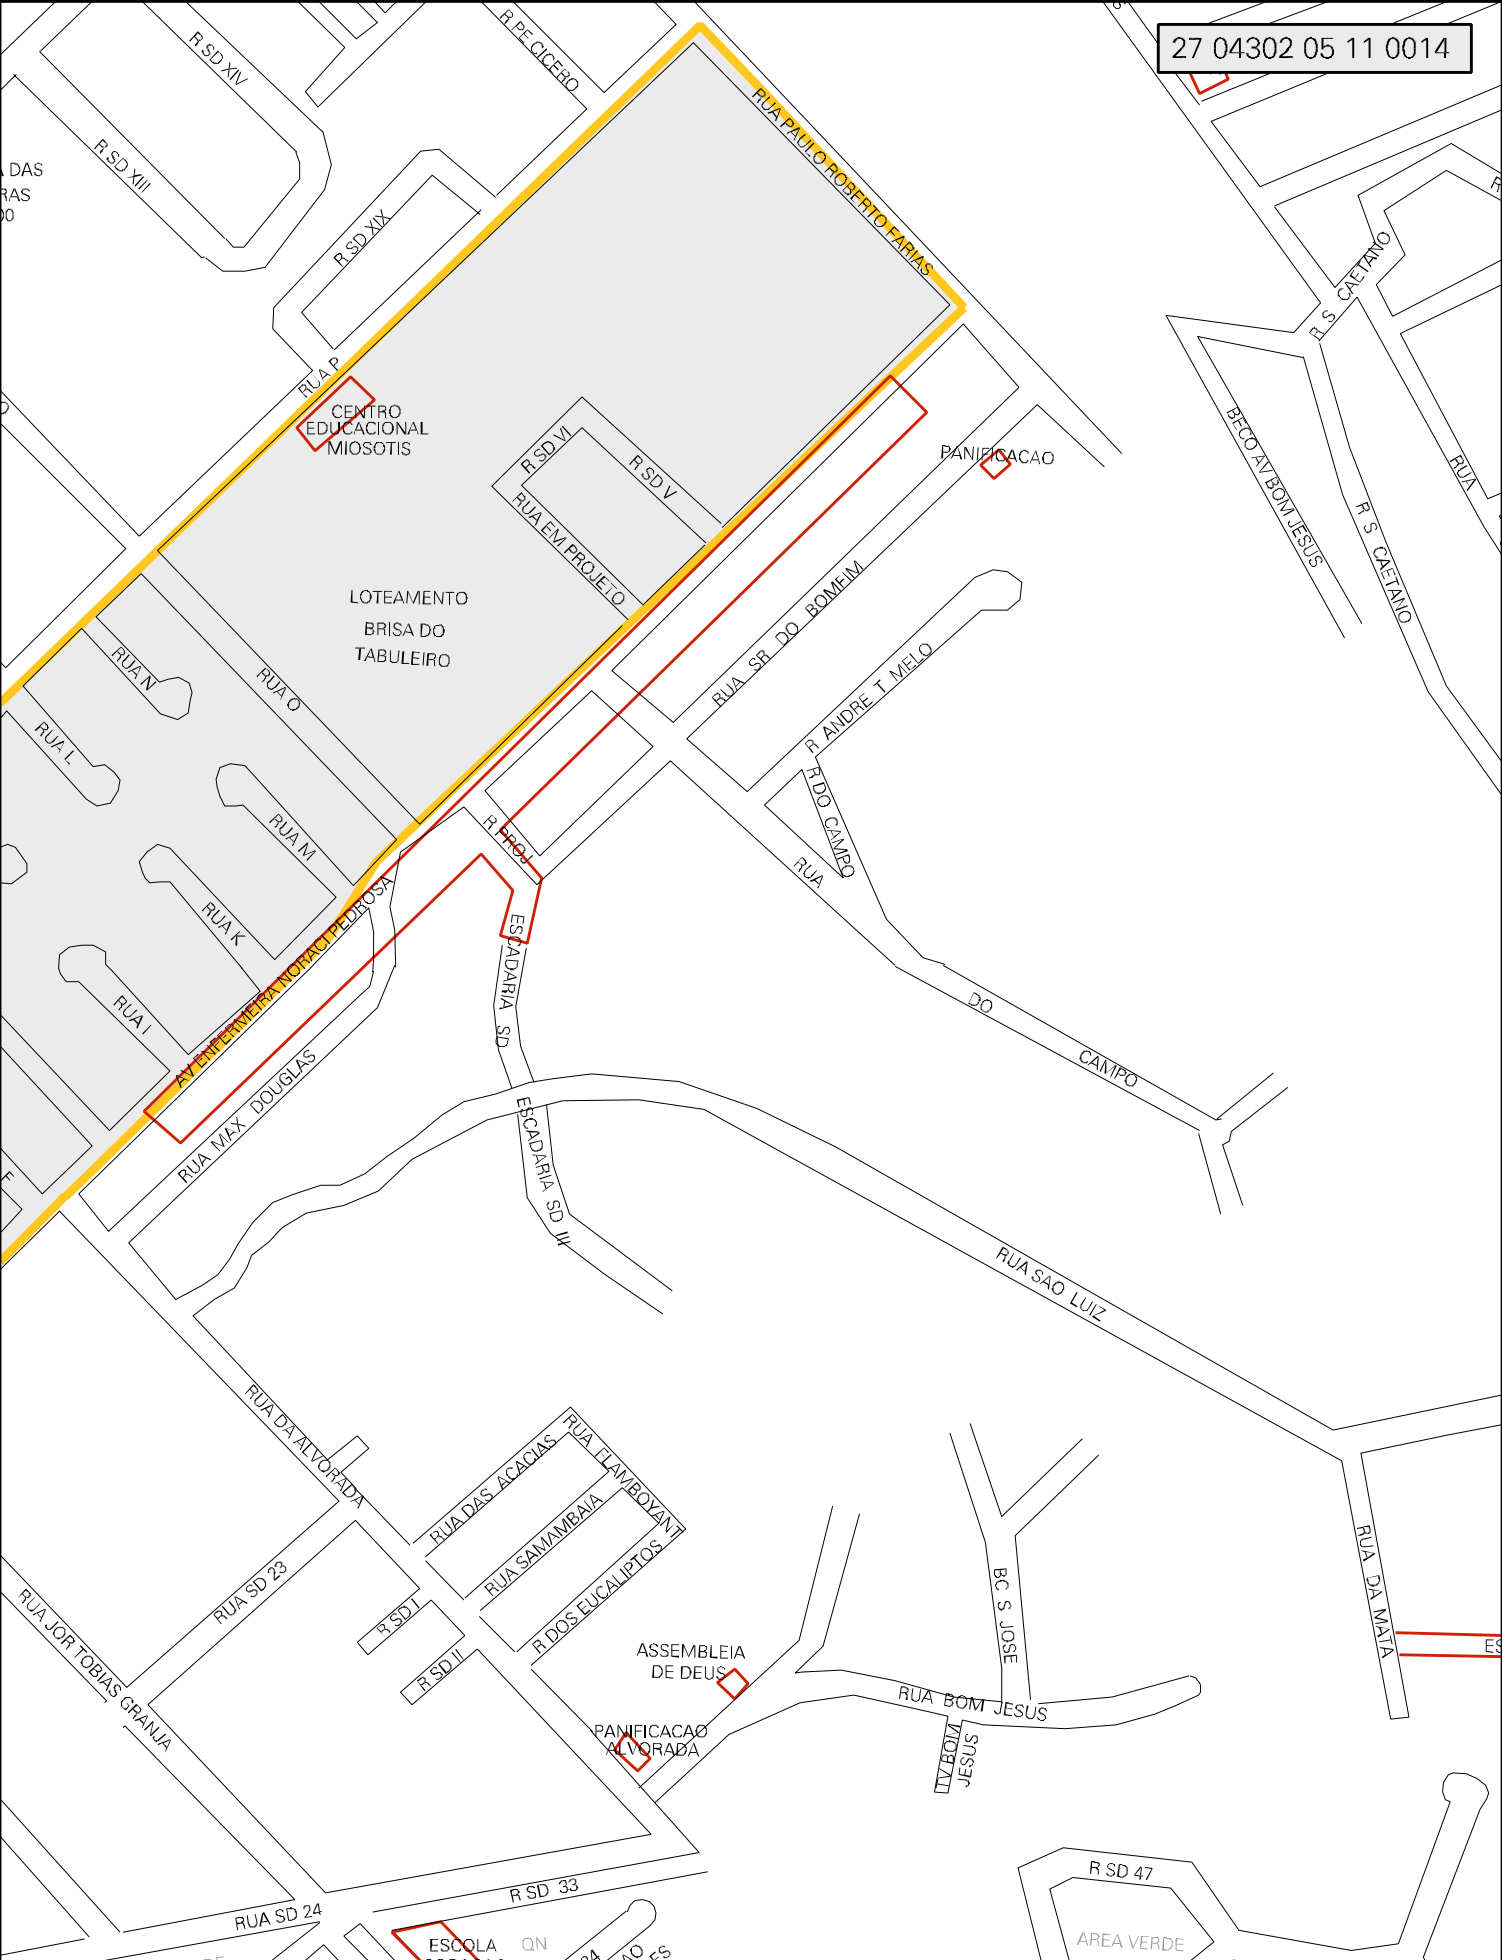 27 04302 05 11 0014
R PE CICERO
R SD XIV
R SD XIII
DAS
RAS
R SD XIX
RUA PAULO ROBERTO FARIAS
R S CAETANO
RUA P
CENTRO
EDUCACIONAL
MIOSOTIS
R SD VI
R SD V
RUA EM PROJETO
PANIFICACAO
BECO AV BOM JESUS
RUA
R S CAETANO
LOTEAMENTO
BRISA DO
TABULEIRO
RUA SR DO BOMFIM
RUA N
RUA O
RUA L
R ANDRE T MELO
R DO CAMPO
RUA M
R PROJ
RUA DO CAMPO
RUA K
AV ENFERMEIRA NORACI PEDROSA
RUA I
ESCADARIA SD
RUA MAX DOUGLAS
ESCADARIA SD III
F
RUA SAO LUIZ
RUA DA ALVORADA
RUA FLAMBOYANT
RUA DAS ACACIAS
RUA SAMAMBAIA
R DOS EUCALIPTOS
RUA SD 23
R SD I
R SD II
RUA JOR TOBIAS GRANJA
BC S JOSE
RUA DA MATA
ES
ASSEMBLEIA
DE DEUS
RUA BOM JESUS
TV BOM
JESUS
PANIFICACAO
ALVORADA
R SD 47
R SD 33
RUA SD 24
ESCOLA
QN
AREA VERDE